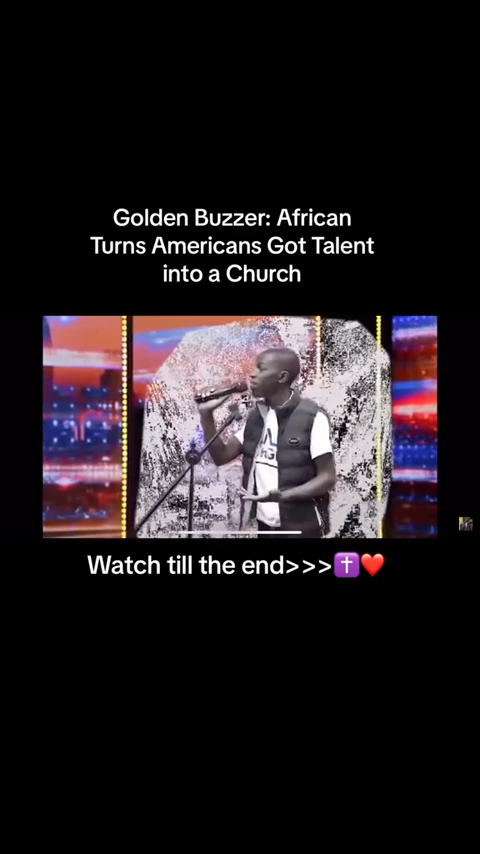 Golden Buzzer: African
Turns Americans Got Talent
into a Church
Watch till the end>>>✝️❤️